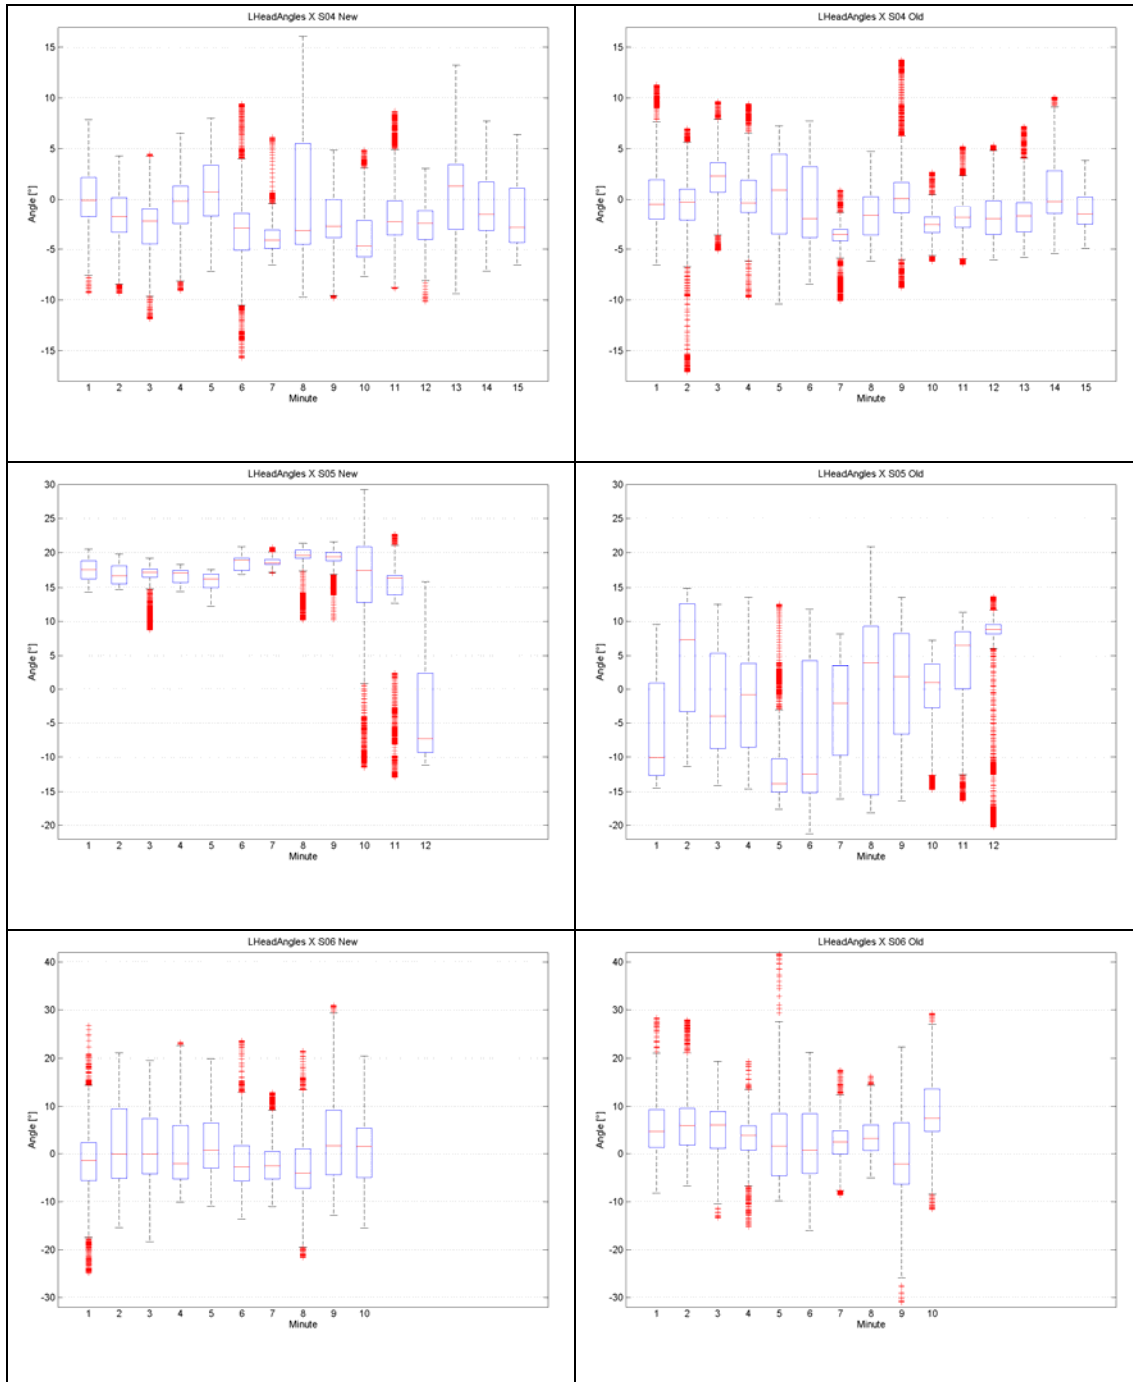 LHeadAngles X S04 New
Angle [°]
15
10
5
0
-5
-10
-15
1 2 3 4 5 6 7 8 9 10 11 12 13 14 15
Minute
LHeadAngles X S04 Old
Angle [°]
15
10
5
0
-5
-10
-15
1 2 3 4 5 6 7 8 9 10 11 12 13 14 15
Minute
LHeadAngles X S05 New
Angle [°]
30
25
20
15
10
5
0
-5
-10
-15
-20
1 2 3 4 5 6 7 8 9 10 11 12
Minute
LHeadAngles X S05 Old
Angle [°]
30
25
20
15
10
5
0
-5
-10
-15
-20
1 2 3 4 5 6 7 8 9 10 11 12
Minute
LHeadAngles X S06 New
Angle [°]
40
30
20
10
0
-10
-20
-30
1 2 3 4 5 6 7 8 9 10
Minute
LHeadAngles X S06 Old
Angle [°]
40
30
20
10
0
-10
-20
-30
1 2 3 4 5 6 7 8 9 10
Minute